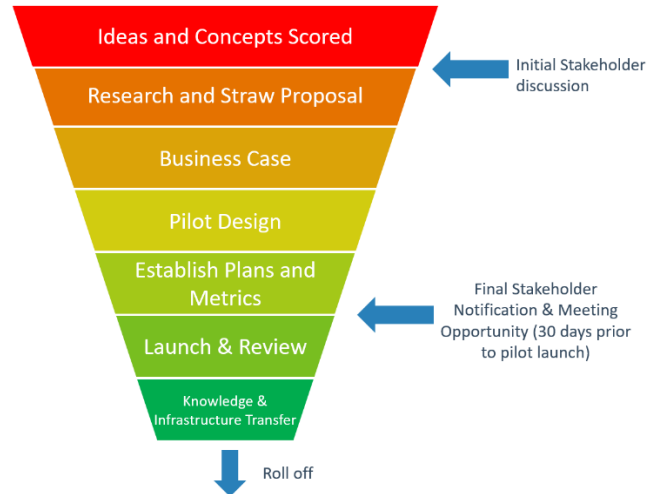 Ideas and Concepts Scored
Initial Stakeholder
discussion
Research and Straw Proposal
Business Case
Pilot Design
Establish Plans and
Metrics
Final Stakeholder
Notification & Meeting
Opportunity (30 days prior
to pilot launch)
Launch & Review
Knowledge &
Infrastructure Transfer
Roll off